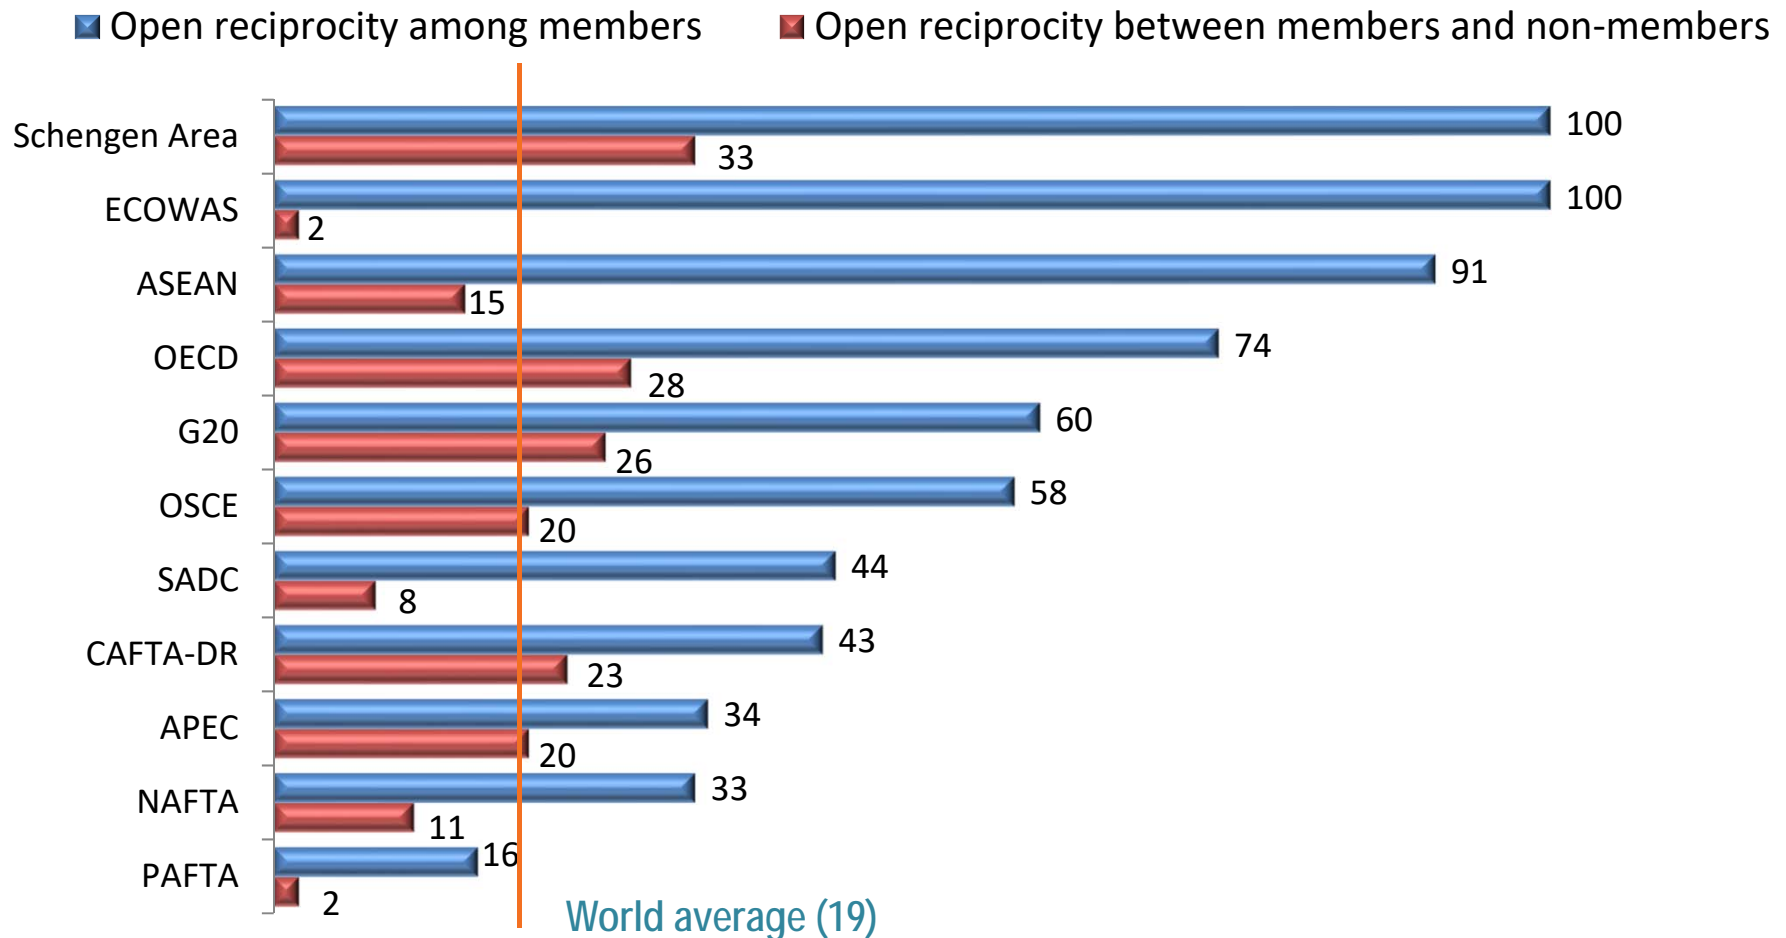 Open reciprocity among members
Open reciprocity between members and non-members
Schengen Area
100
33
ECOWAS
100
2
ASEAN
91
15
OECD
74
28
G20
60
26
OSCE
58
20
SADC
44
8
CAFTA-DR
43
23
APEC
34
20
NAFTA
33
11
PAFTA
16
2
World average (19)